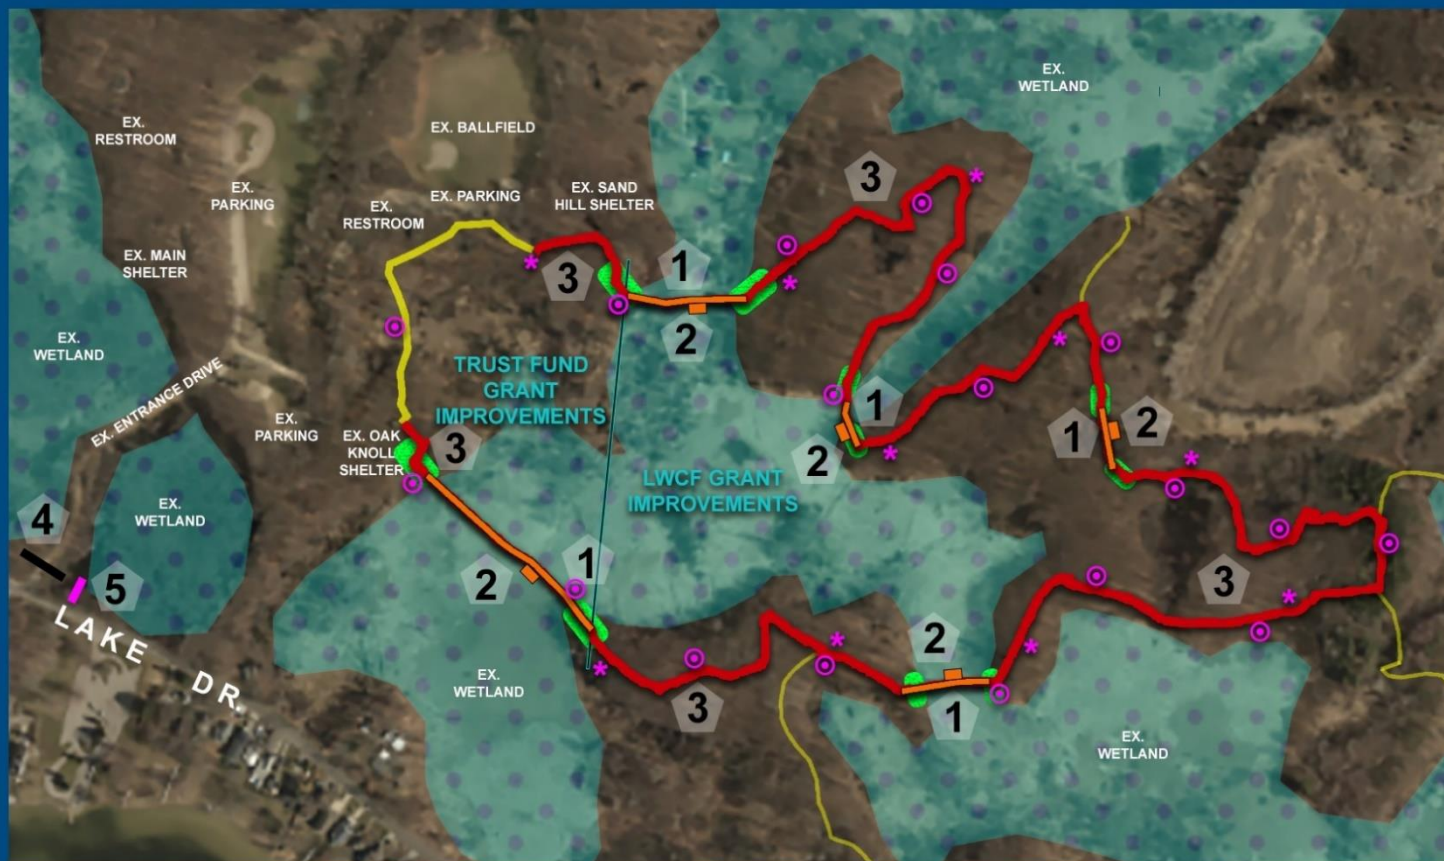 EX.
WETLAND
EX.
RESTROOM
EX. BALLFIELD
3
EX.
PARKING
EX. PARKING
EX. SAND
HILL SHELTER
EX.
RESTROOM
EX. MAIN
SHELTER
3
1
2
EX.
WETLAND
EX. ENTRANCE DRIVE
TRUST FUND
GRANT
IMPROVEMENTS
1
2
1
2
EX.
PARKING
EX. OAK
KNOLL
SHELTER
3
LWCF GRANT
IMPROVEMENTS
EX.
WETLAND
4
5
LAKE DR.
2
1
3
EX.
WETLAND
3
2
1
EX.
WETLAND